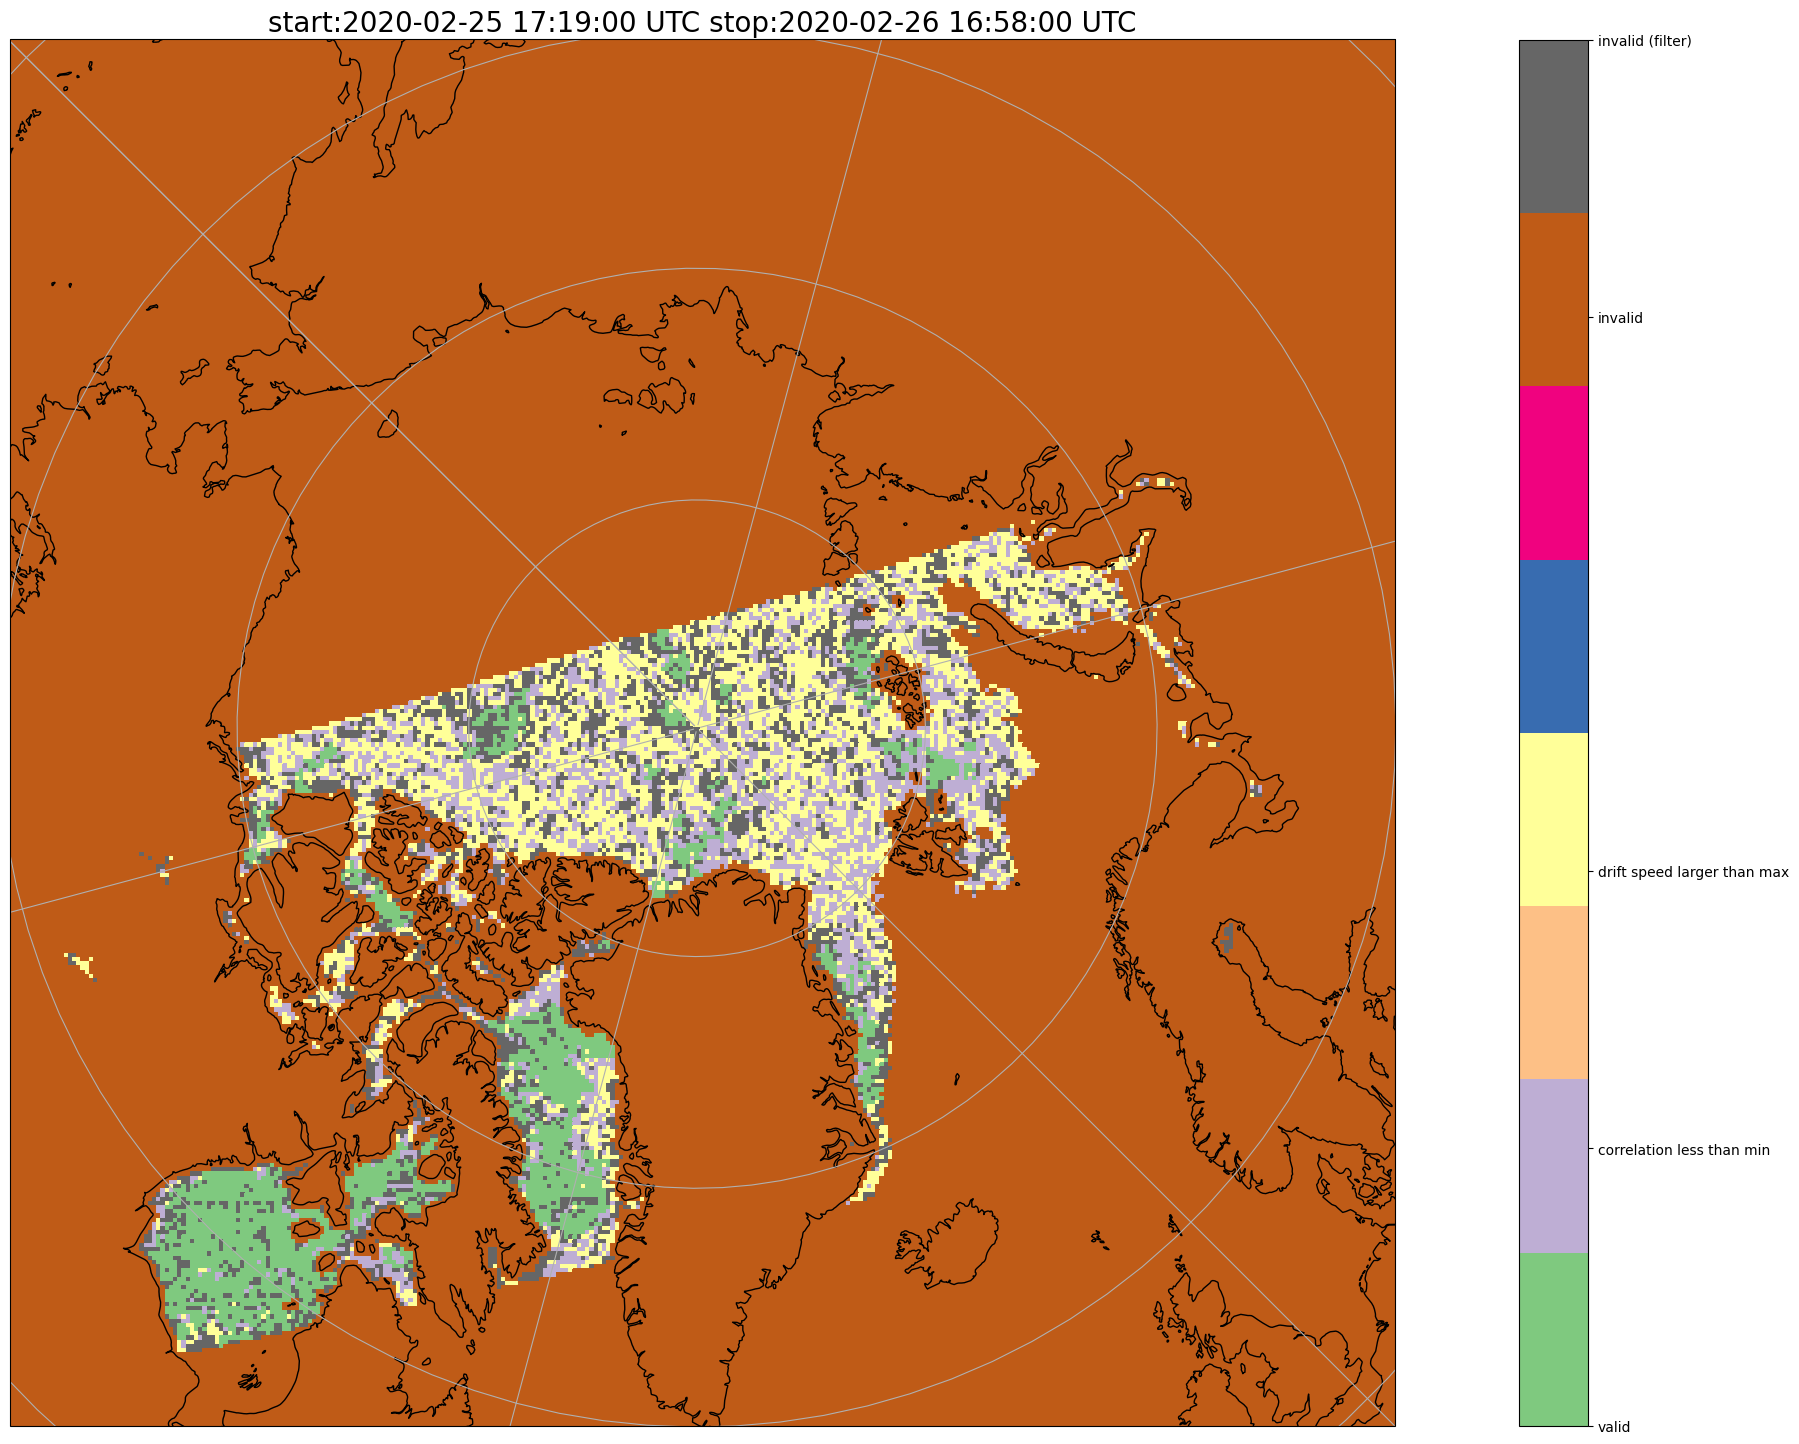 start:2020-02-25 17:19:00 UTC stop:2020-02-26 16:58:00 UTC
invalid (filter)
invalid
drift speed larger than max
correlation less than min
valid